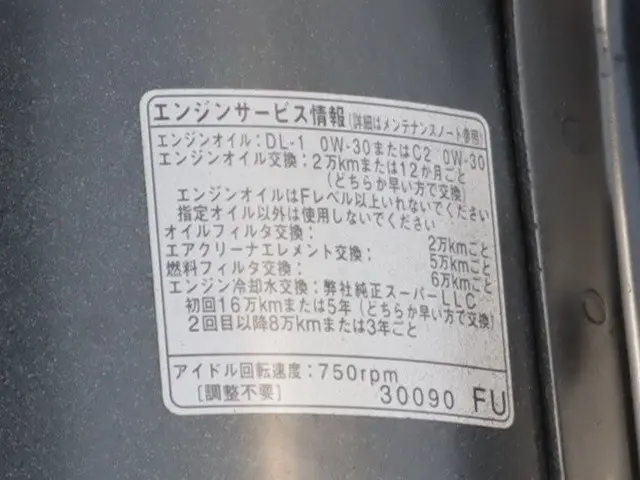 エンジンサービス情報(詳細はメンテナンスノート参照)
エンジンオイル:DL-1 0W-30またはC2 0W-30
エンジンオイル交換:2万kmまたは12か月ごと
(どちらか早い方で交換)
エンジンオイルはFレベル以上いれないでください
指定オイル以外は使用しないでください
オイルフィルタ交換: 2万kmごと
エアクリーナエレメント交換: 5万kmごと
燃料フィルタ交換: 6万kmごと
エンジン冷却水交換:弊社純正スーパーLLC
初回16万kmまたは5年(どちらか早い方で交換)
2回目以降8万kmまたは3年ごと
アイドル回転速度:750rpm
[調整不要] 30090 FU